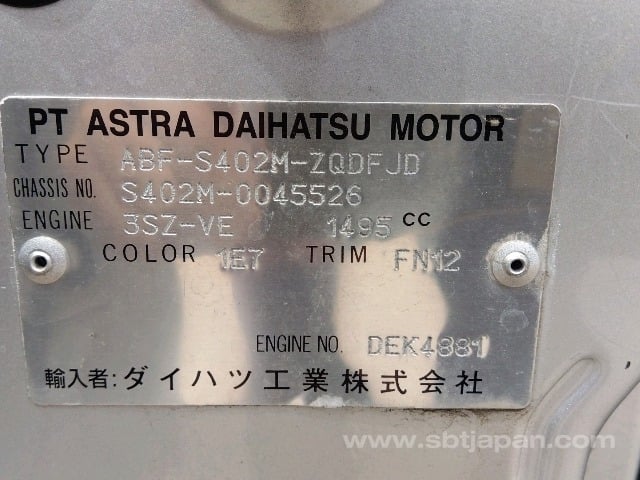 PT ASTRA DAIHATSU MOTOR
TYPE ABF-S402M-ZQDFJD
CHASSIS NO. S402M-0045526
ENGINE 3SZ-VE 1495 CC
COLOR 1E7 TRIM FN12
ENGINE NO. DEK4881
輸入者:ダイハツ工業株式会社
www.sbtjapan.com